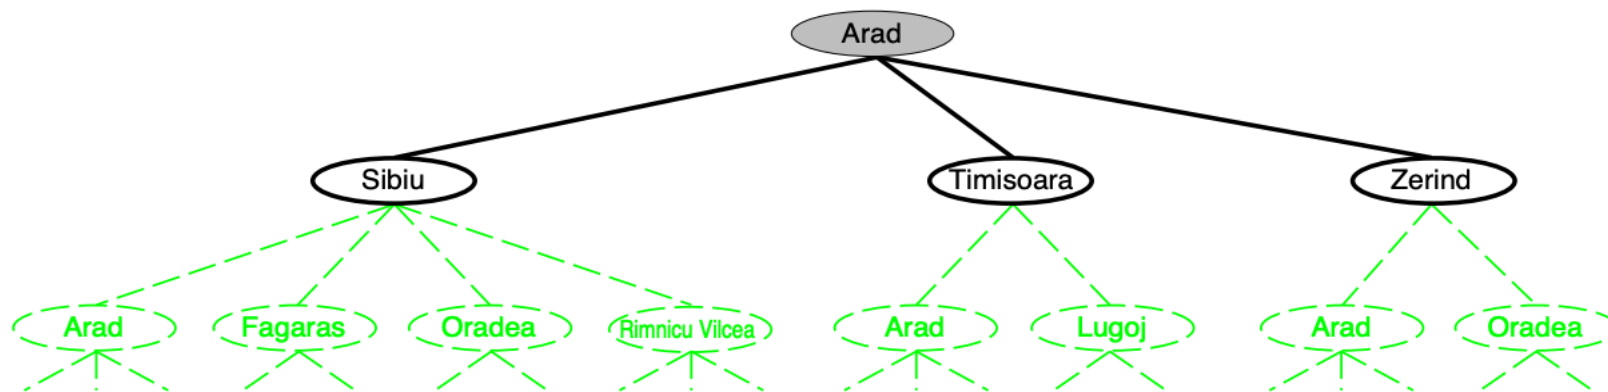 Arad
Sibiu
Timisoara
Zerind
Arad
Fagaras
Oradea
Rimnicu Vilcea
Arad
Lugoj
Arad
Oradea